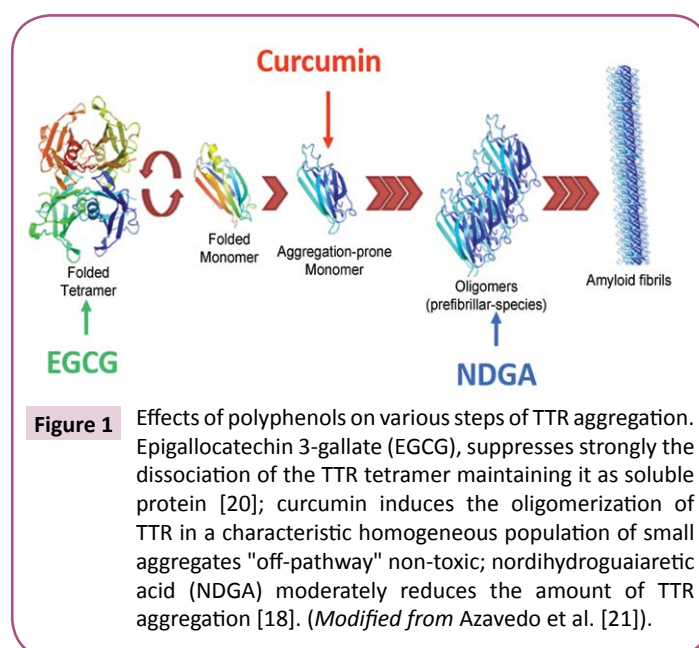 Curcumin
Folded
Tetramer
Folded
Monomer
Aggregation-prone
Monomer
Oligomers
(prefibrillar-species)
Amyloid fibrils
EGCG
NDGA
Figure 1
Effects of polyphenols on various steps of TTR aggregation.
Epigallocatechin 3-gallate (EGCG), suppresses strongly the
dissociation of the TTR tetramer maintaining it as soluble
protein [20]; curcumin induces the oligomerization of
TTR in a characteristic homogeneous population of small
aggregates "off-pathway" non-toxic; nordihydroguaiaretic
acid (NDGA) moderately reduces the amount of TTR
aggregation [18]. (Modified from Azavedo et al. [21]).